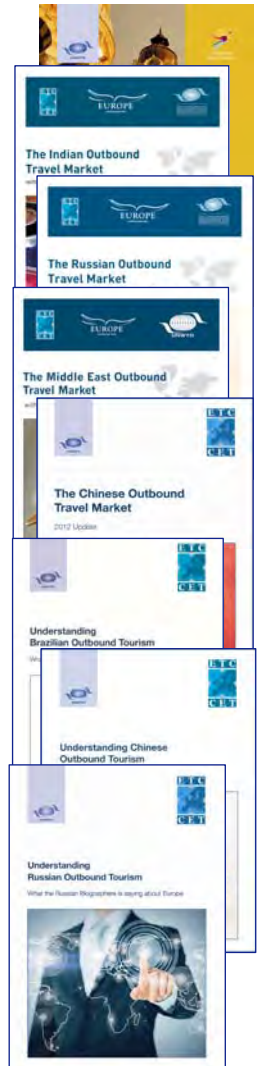 The Indian Outbound
Travel Market
EUROPE
The Russian Outbound
Travel Market
EUROPE
The Middle East Outbound
Travel Market
EUROPE
UNWTO
The Chinese Outbound
Travel Market
2012 Update
ETC
CET
Understanding
Brazilian Outbound Tourism
ETC
CET
Understanding Chinese
Outbound Tourism
ETC
CET
Understanding
Russian Outbound Tourism
What the Russian Blogosphere is saying about Europe
ETC
CET